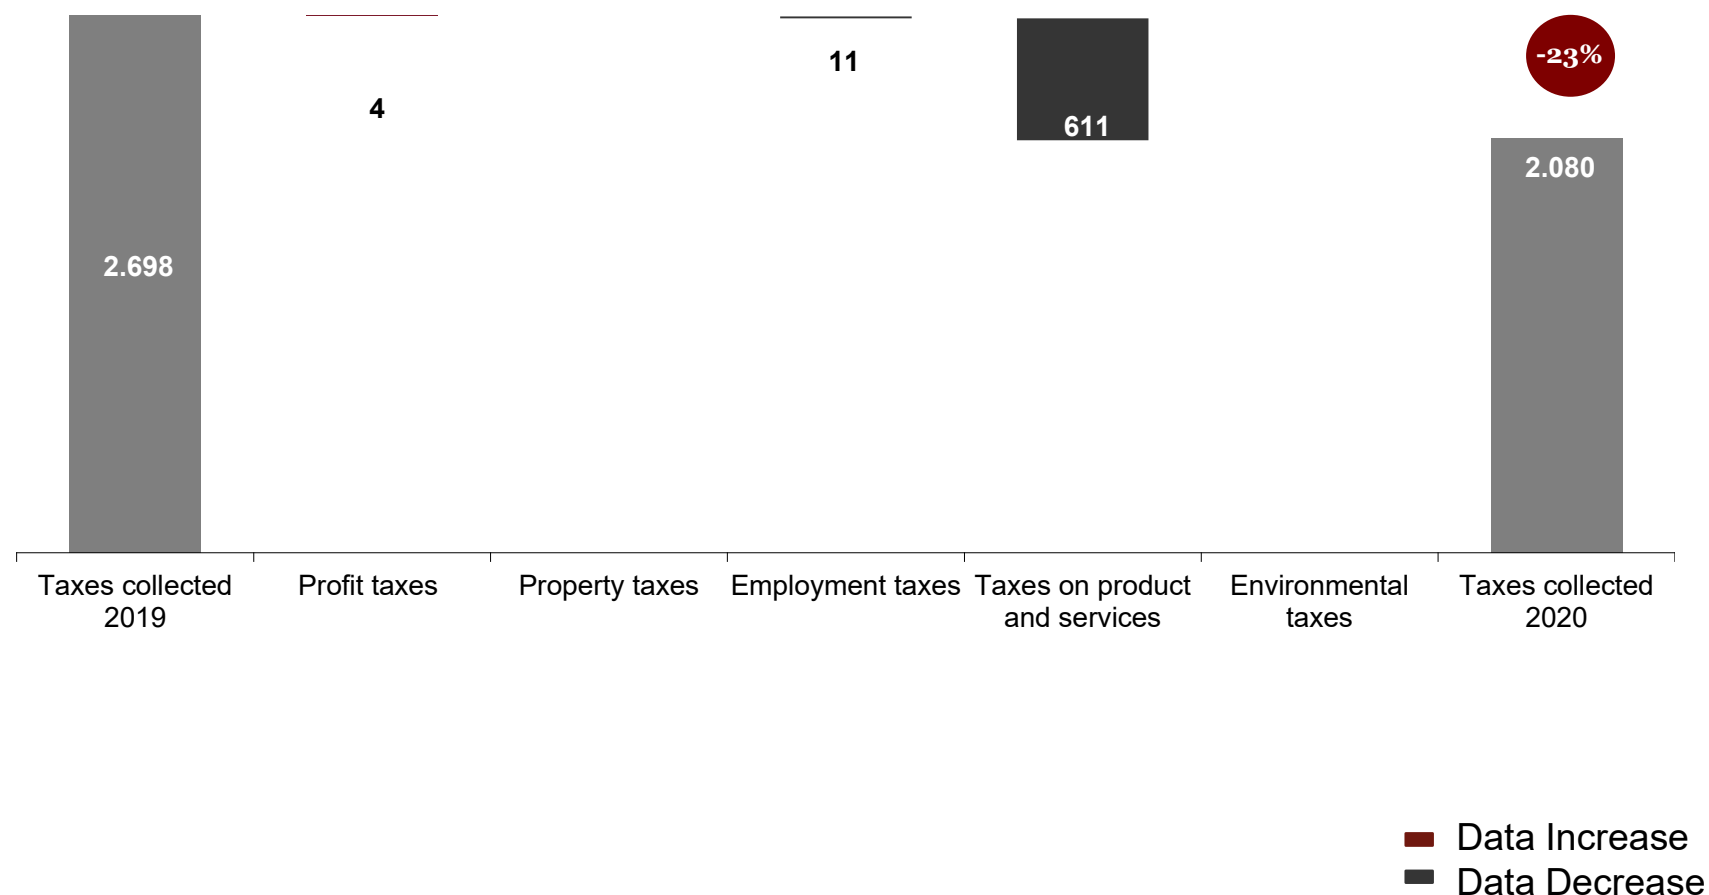 -23%
4
11
611
2.080
2.698
Taxes collected
2019
Profit taxes
Property taxes
Employment taxes
Taxes on product
and services
Environmental
taxes
Taxes collected
2020
Data Increase
Data Decrease